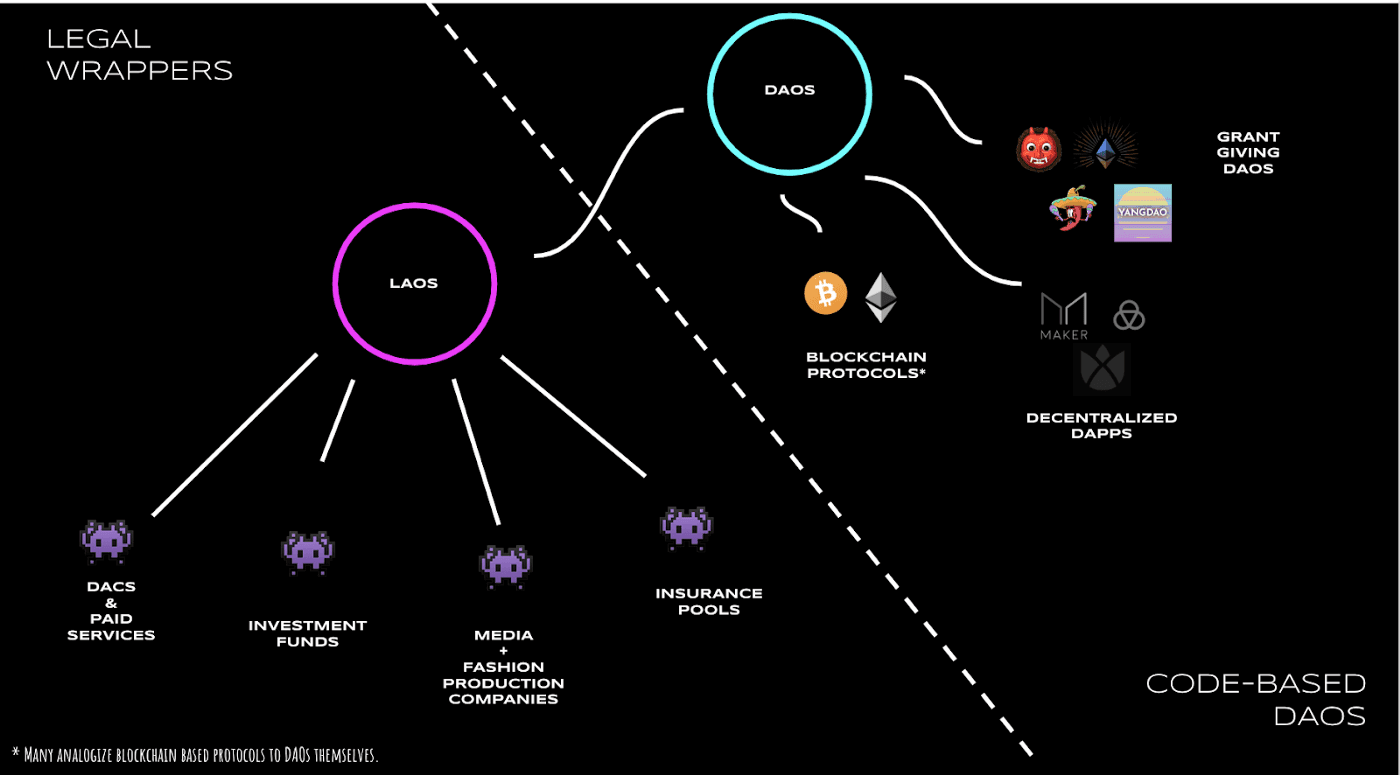 LEGAL
WRAPPERS
DAOS
GRANT
GIVING
DAOS
YANGDAO
LAOS
BLOCKCHAIN
PROTOCOLS*
MAKER
DECENTRALIZED
DAPPS
DACS
&
PAID
SERVICES
INVESTMENT
FUNDS
MEDIA
+
FASHION
PRODUCTION
COMPANIES
INSURANCE
POOLS
CODE-BASED
DAOS
* MANY ANALOGIZE BLOCKCHAIN BASED PROTOCOLS TO DAOS THEMSELVES.